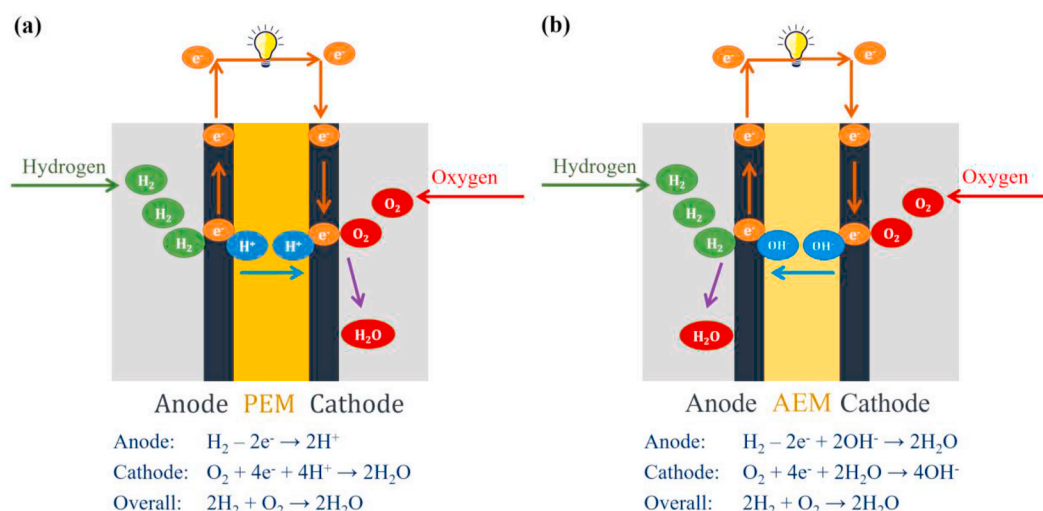 (a)
e⁻ e⁻
e⁻ e⁻
Hydrogen
H₂
H₂
H₂
e⁻ H⁺ H⁺ e⁻
Oxygen
O₂
O₂
H₂O
Anode PEM Cathode
Anode: H₂ – 2e⁻ → 2H⁺
Cathode: O₂ + 4e⁻ + 4H⁺ → 2H₂O
Overall: 2H₂ + O₂ → 2H₂O
(b)
e⁻ e⁻
e⁻ e⁻
Hydrogen
H₂
H₂
H₂
e⁻ OH OH e⁻
Oxygen
O₂
O₂
H₂O
Anode AEM Cathode
Anode: H₂ – 2e⁻ + 2OH⁻ → 2H₂O
Cathode: O₂ + 4e⁻ + 2H₂O → 4OH⁻
Overall: 2H₂ + O₂ → 2H₂O